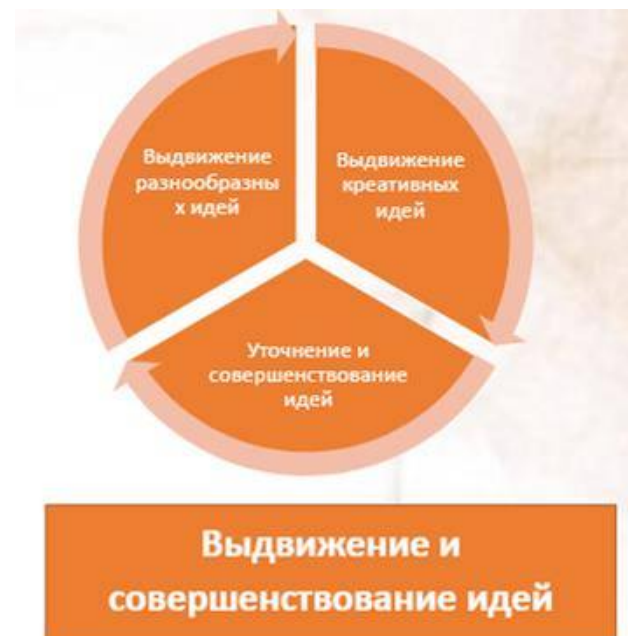 Выдвижение
разнообразны
х идей
Выдвижение
креативных
идей
Уточнение и
совершенствование
идей
Выдвижение и
совершенствование идей